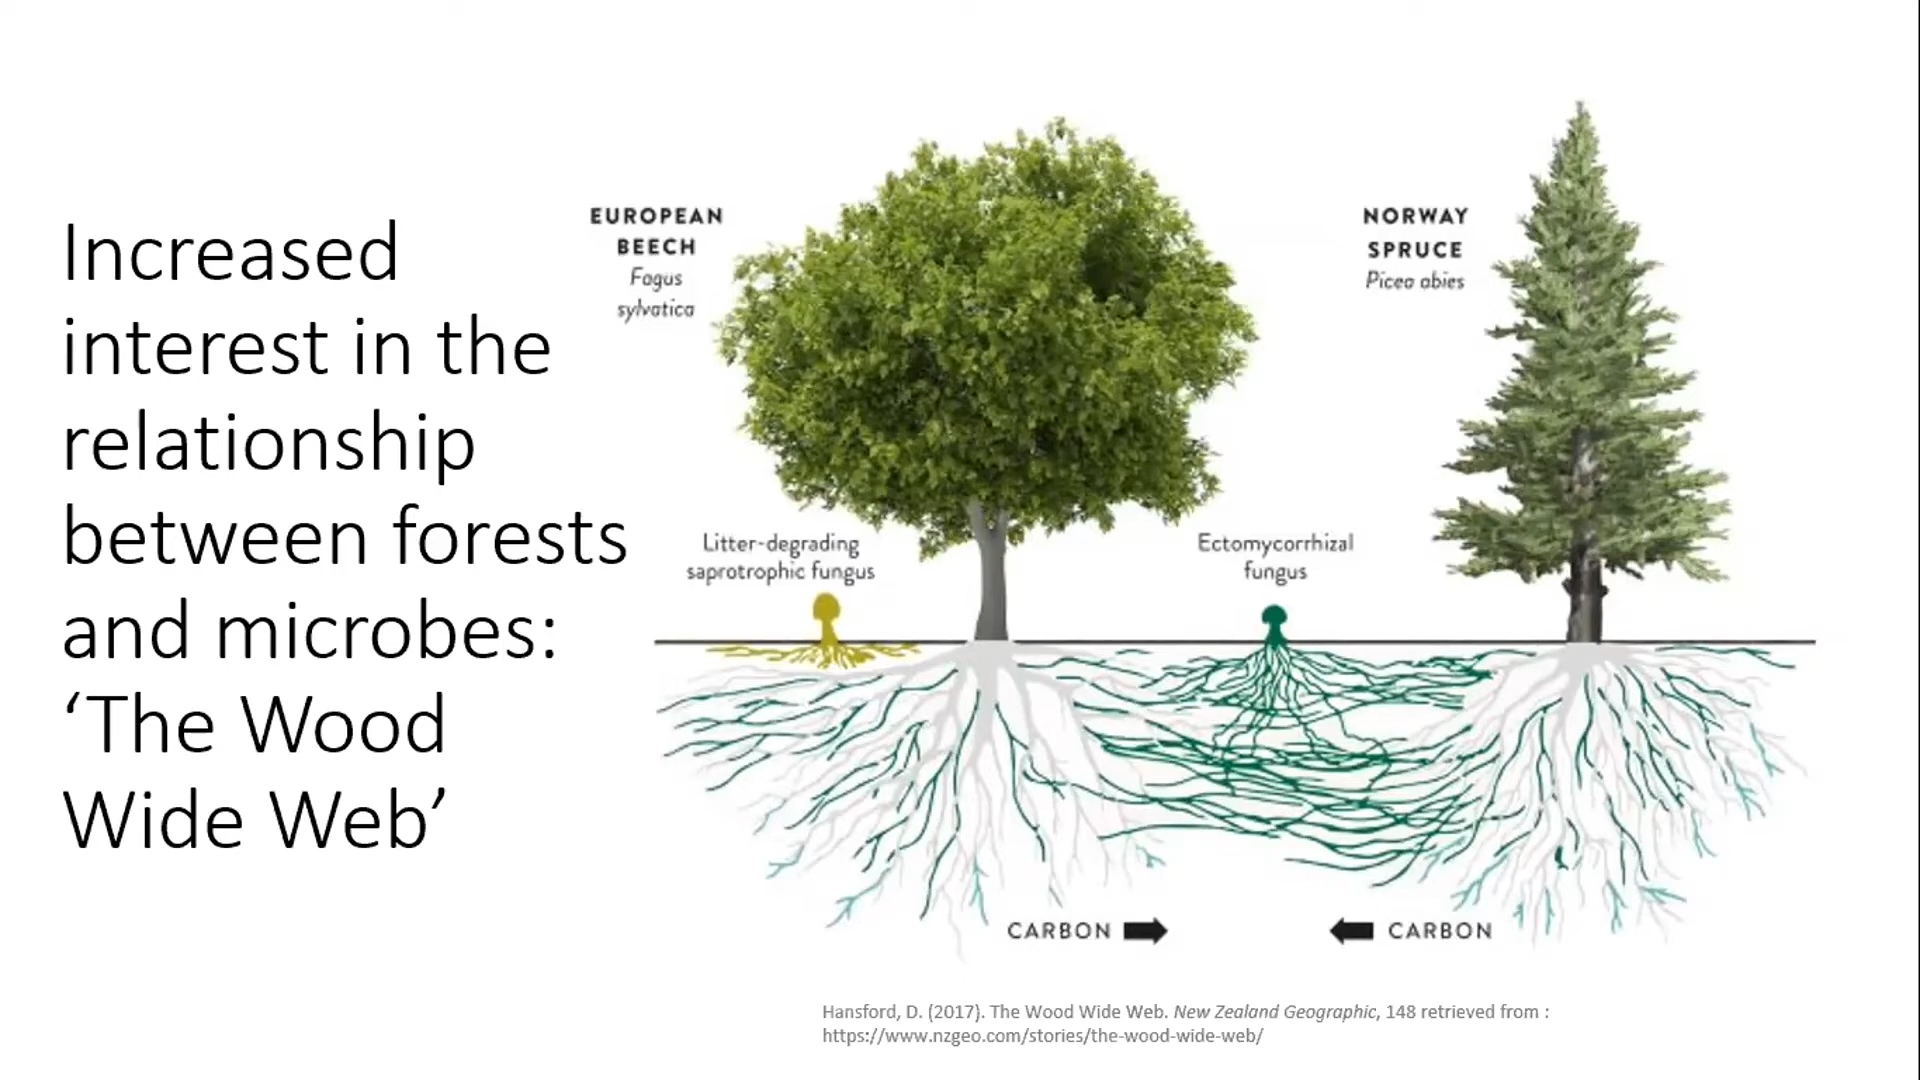 Increased
interest in the
relationship
between forests
and microbes:
‘The Wood
Wide Web’
EUROPEAN
BEECH
Fagus
sylvatica
NORWAY
SPRUCE
Picea abies
Litter-degrading
saprotrophic fungus
Ectomycorrhizal
fungus
CARBON
CARBON
Hansford, D. (2017). The Wood Wide Web. New Zealand Geographic, 148 retrieved from :
https://www.nzgeo.com/stories/the-wood-wide-web/